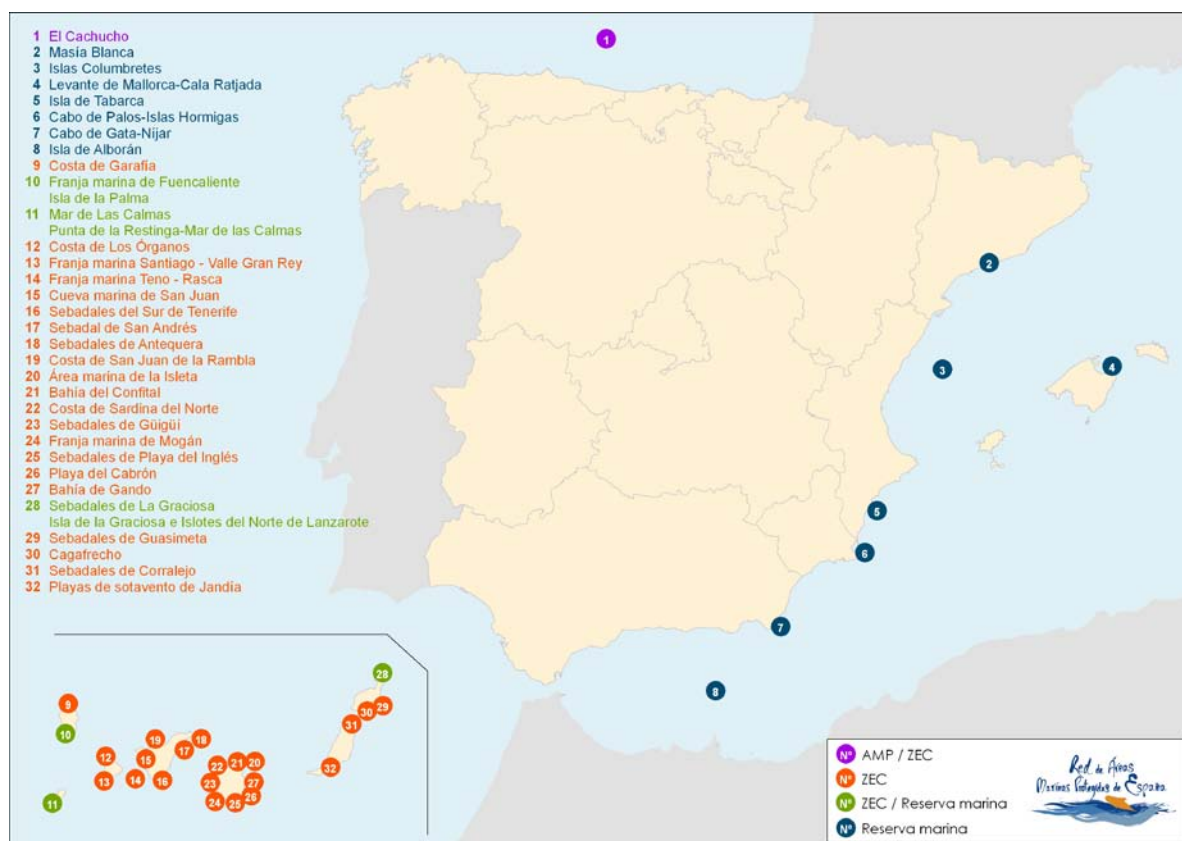 1 El Cachucho
2 Masía Blanca
3 Islas Columbretes
4 Levante de Mallorca-Cala Ratjada
5 Isla de Tabarca
6 Cabo de Palos-Islas Hormigas
7 Cabo de Gata-Níjar
8 Isla de Alborán
9 Costa de Garafía
10 Franja marina de Fuencaliente
Isla de la Palma
11 Mar de Las Calmas
Punta de la Restinga-Mar de las Calmas
12 Costa de Los Órganos
13 Franja marina Santiago - Valle Gran Rey
14 Franja marina Teno - Rasca
15 Cueva marina de San Juan
16 Sebadales del Sur de Tenerife
17 Sebadal de San Andrés
18 Sebadales de Antequera
19 Costa de San Juan de la Rambla
20 Área marina de la Isleta
21 Bahía del Confital
22 Costa de Sardina del Norte
23 Sebadales de Güigüí
24 Franja marina de Mogán
25 Sebadales de Playa del Inglés
26 Playa del Cabrón
27 Bahía de Gando
28 Sebadales de La Graciosa
Isla de la Graciosa e Islotes del Norte de Lanzarote
29 Sebadales de Guasimeta
30 Cagafrecho
31 Sebadales de Corralejo
32 Playas de sotavento de Jandía
1
2
3
4
5
6
7
8
28
9
29
30
31
10
19
18
17
12
15
21
20
22
32
13
14
16
23
27
11
24
25
26
Nº AMP / ZEC
Nº ZEC
Nº ZEC / Reserva marina
Nº Reserva marina
Red de Áreas
Marinas Protegidas de España